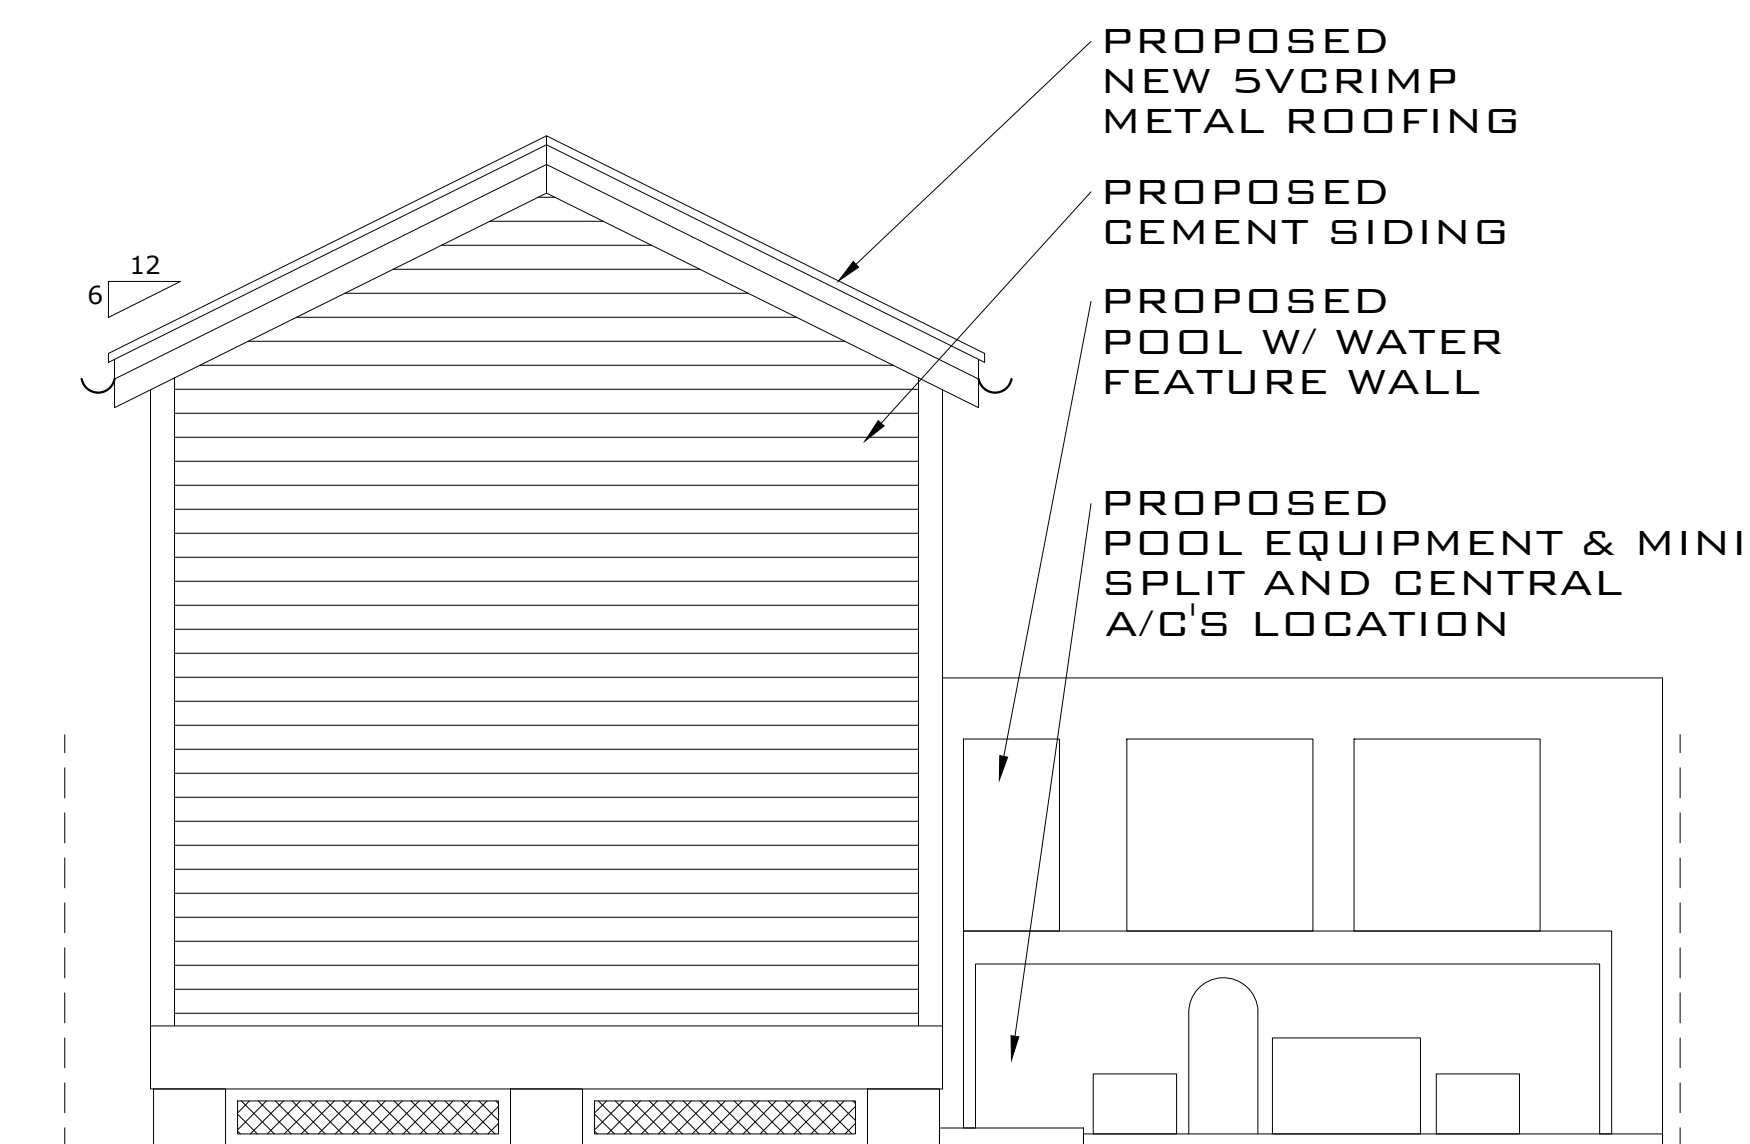 PROPOSED
NEW 5VCRIMP
METAL ROOFING
PROPOSED
CEMENT SIDING
12
6
PROPOSED
POOL W/ WATER
FEATURE WALL
PROPOSED
POOL EQUIPMENT & MINI
SPLIT AND CENTRAL
A/C'S LOCATION